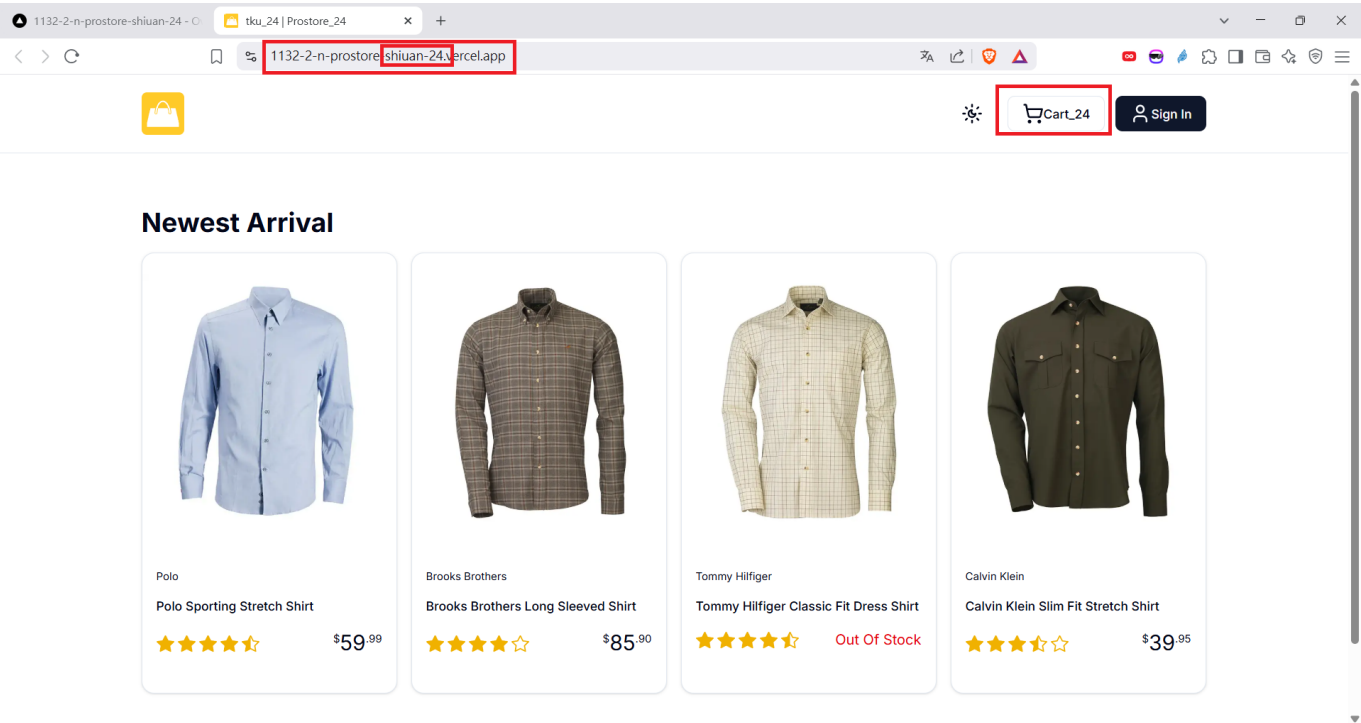 1132-2-n-prostore-shiuan-24 - O
tku_24 | Prostore_24
1132-2-n-prostore-shiuan-24.vercel.app
Cart_24
Sign In
Newest Arrival
Polo
Polo Sporting Stretch Shirt
$59.99
Brooks Brothers
Brooks Brothers Long Sleeved Shirt
$85.90
Tommy Hilfiger
Tommy Hilfiger Classic Fit Dress Shirt
Out Of Stock
Calvin Klein
Calvin Klein Slim Fit Stretch Shirt
$39.95